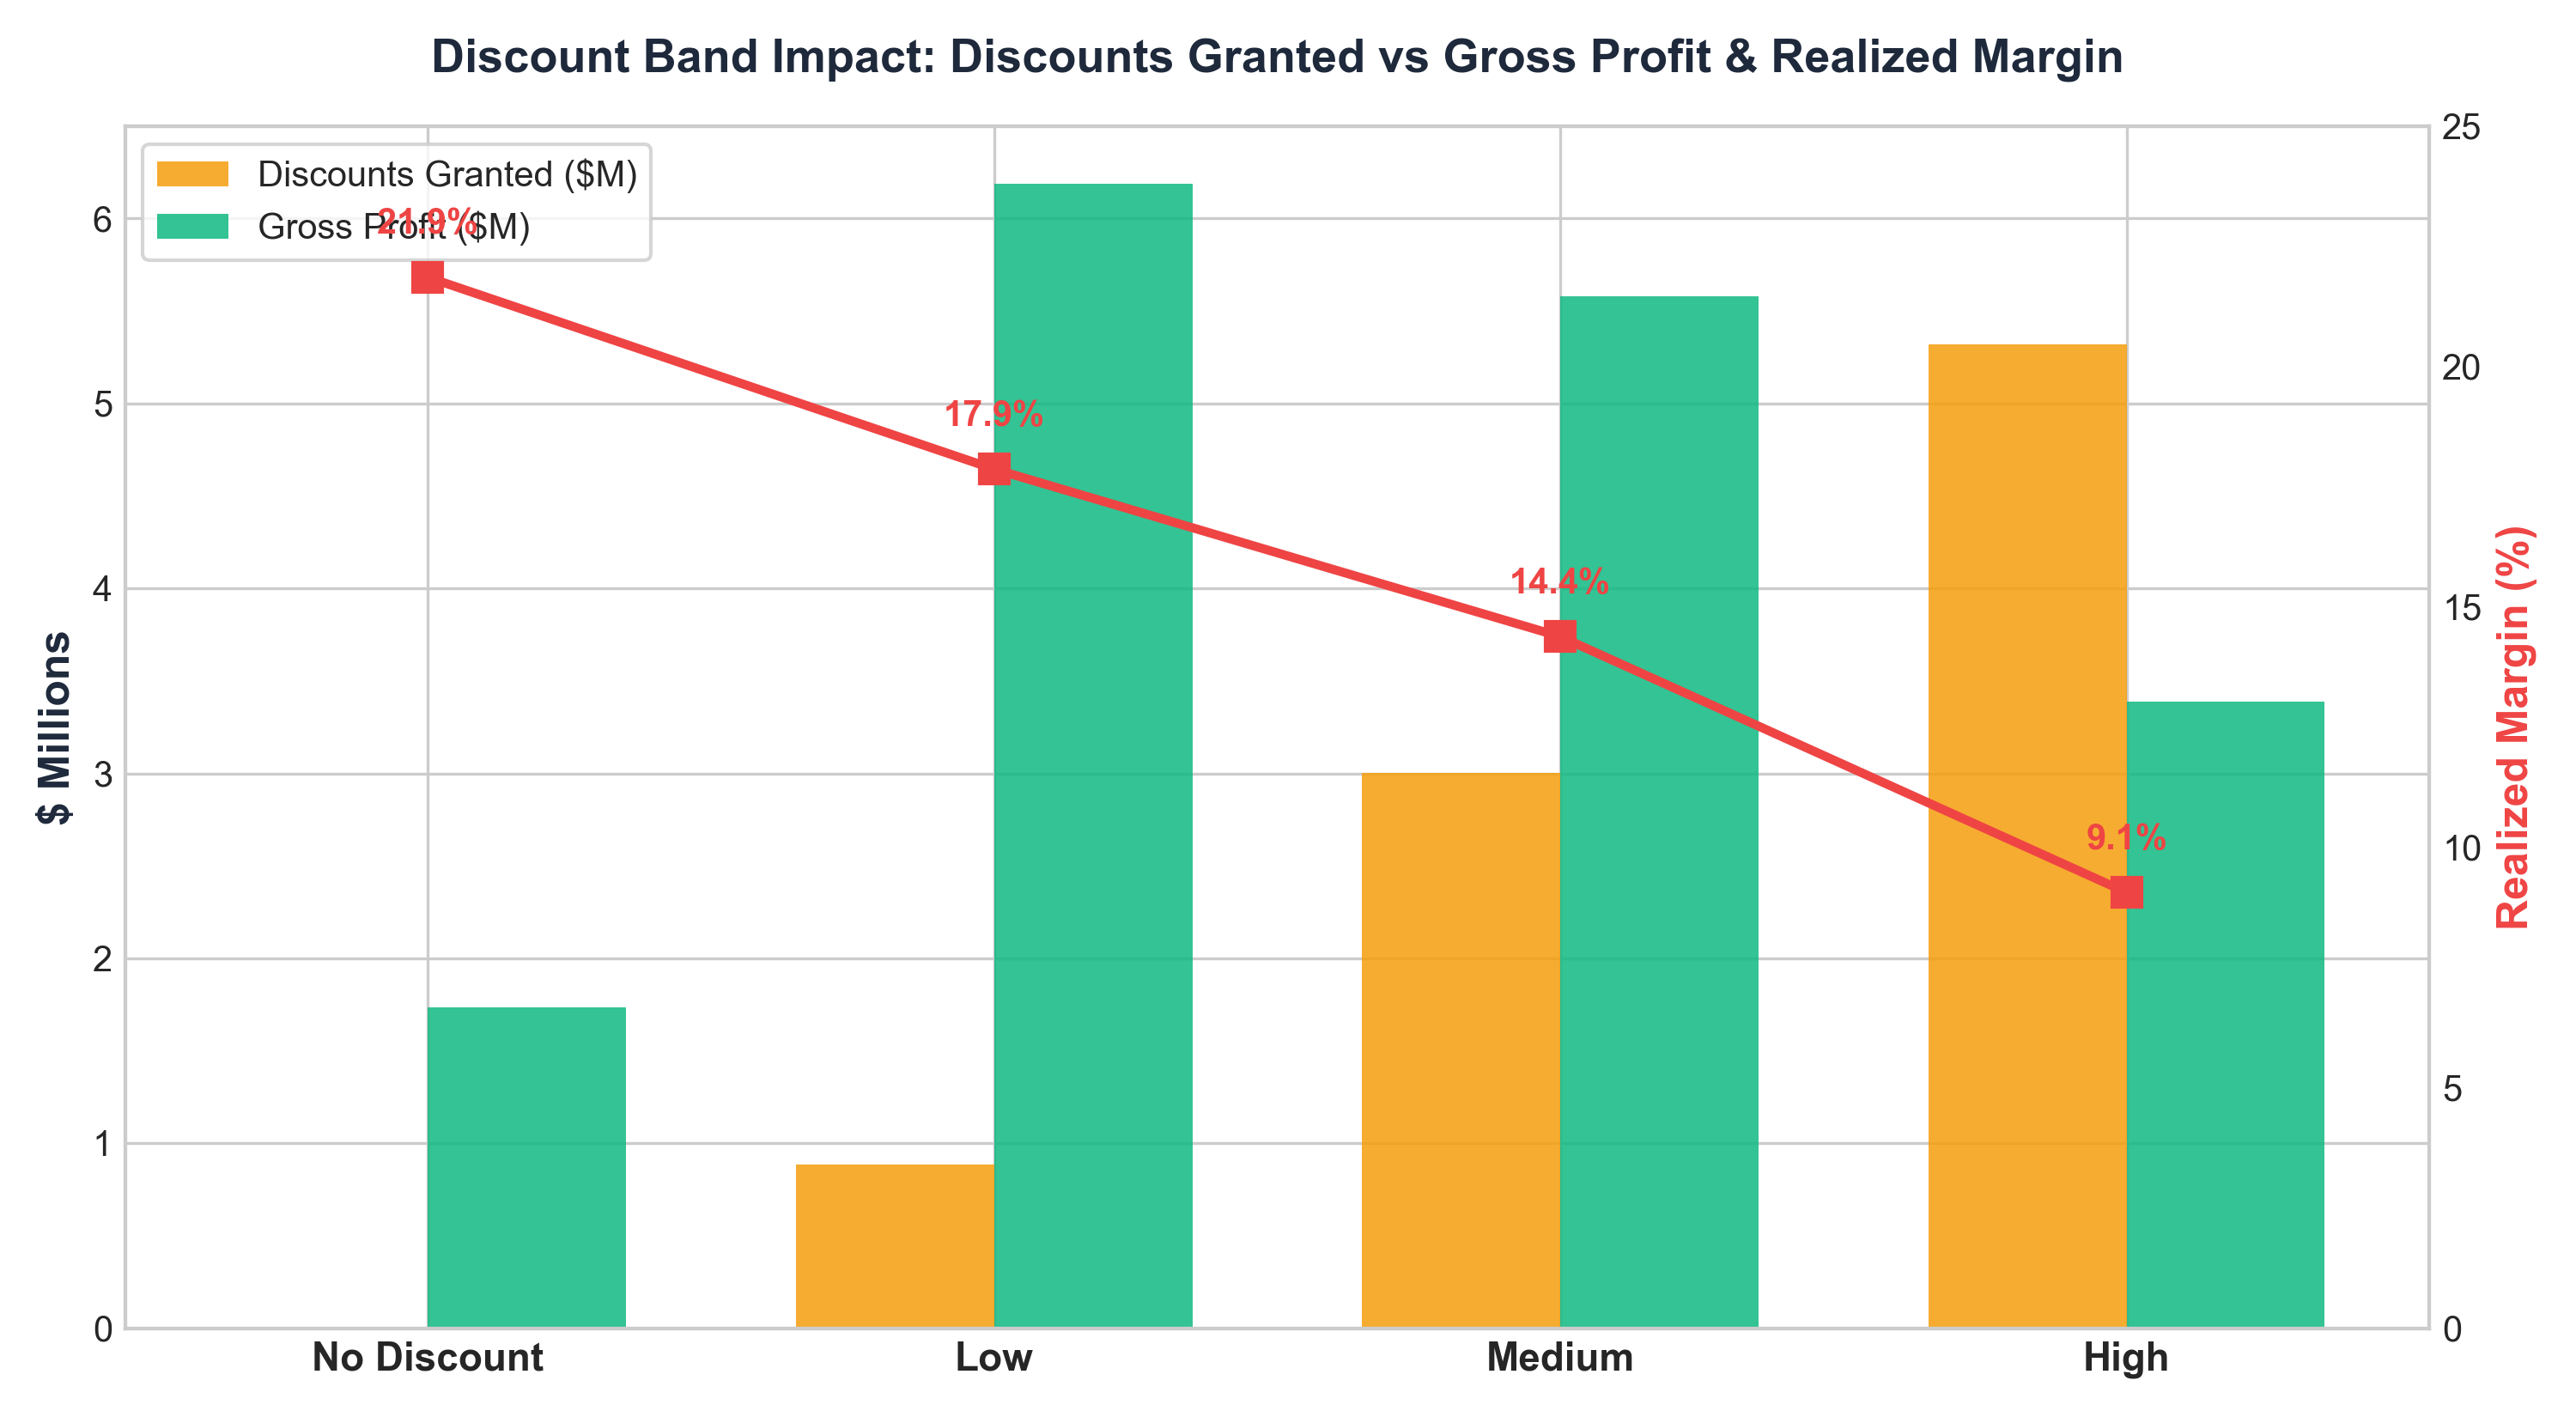 Discount Band Impact: Discounts Granted vs Gross Profit & Realized Margin
Discounts Granted ($M)
Gross Profit ($M)
21.9%
17.9%
14.4%
9.1%
$ Millions
6
5
4
3
2
1
0
25
20
15
10
5
0
Realized Margin (%)
No Discount
Low
Medium
High